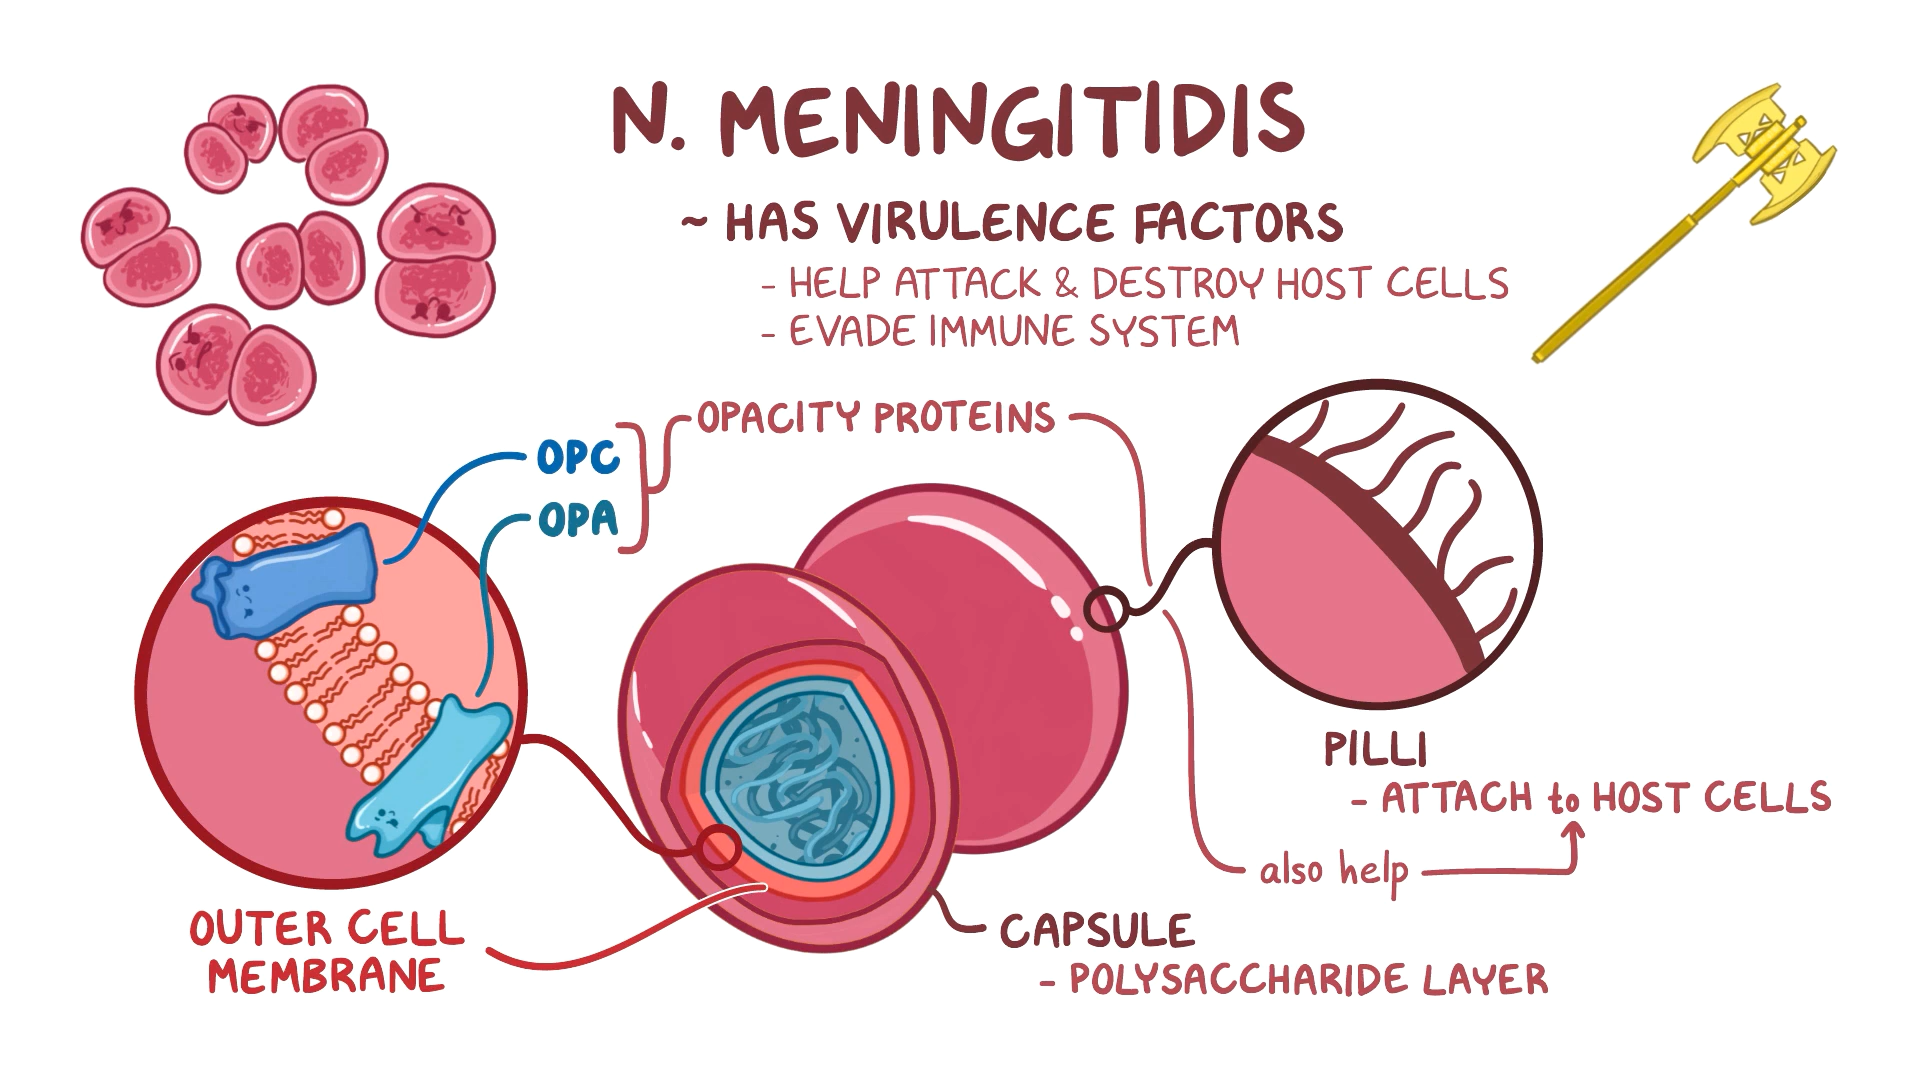 N. MENINGITIDIS
~ HAS VIRULENCE FACTORS
- HELP ATTACK & DESTROY HOST CELLS
- EVADE IMMUNE SYSTEM
OPACITY PROTEINS
OPC
OPA
PILLI
- ATTACH to HOST CELLS
also help
OUTER CELL
MEMBRANE
CAPSULE
- POLYSACCHARIDE LAYER